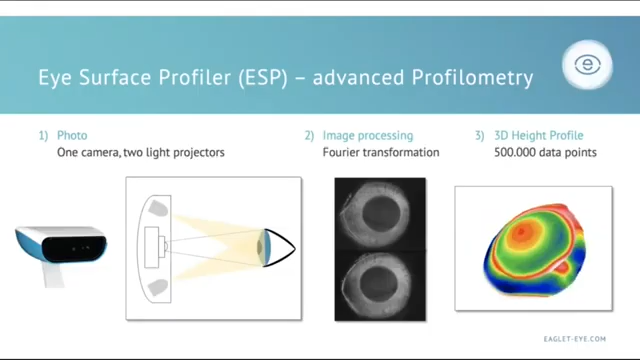 Eye Surface Profiler (ESP) – advanced Profilometry
1) Photo
One camera, two light projectors
2) Image processing
Fourier transformation
3) 3D Height Profile
500.000 data points
EAGLET-EYE.COM